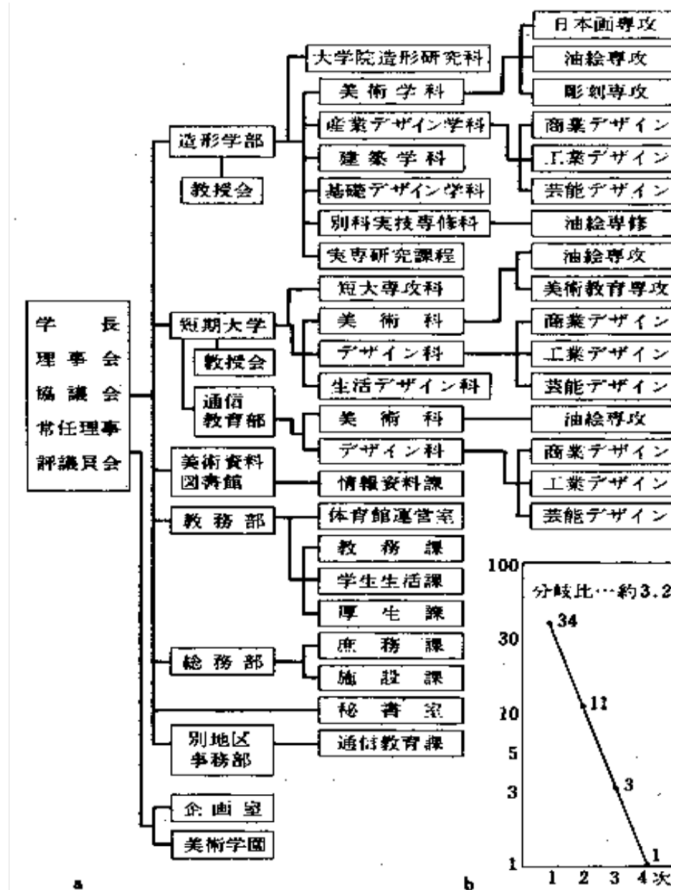 日本画専攻
大学院造形研究科
油絵専攻
美術学科
彫刻専攻
造形学部
産業デザイン学科
商業デザイン
建築学科
工業デザイン
教授会
基礎デザイン学科
芸能デザイン
別科実技専修科
油絵専修
実専研究課程
油絵専攻
短大専攻科
美術教育専攻
学長
短期大学
美術科
商業デザイン
理事会
教授会
デザイン科
工業デザイン
協議会
生活デザイン科
芸能デザイン
常任理事
通信
教育部
美術科
油絵専攻
評議員会
デザイン科
商業デザイン
美術資料
図書館
情報資料課
工業デザイン
教務部
体育館運営室
芸能デザイン
教務課
学生生活課
厚生課
総務部
庶務課
施設課
秘書室
別地区
事務部
通信教育課
企画室
美術学園
a
100
分岐比…約3.2
34
30
11
10
5
3
3
1
1
1 2 3 4次
b